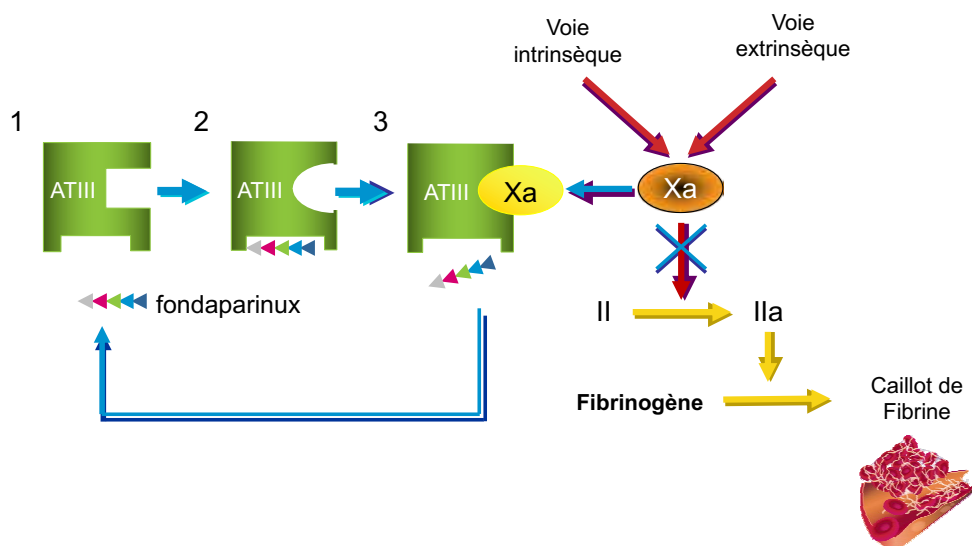 Voie
intrinsèque
Voie
extrinsèque
1
2
3
ATIII
ATIII
ATIII
Xa
Xa
fondaparinux
II
IIa
Fibrinogène
Caillot de
Fibrine